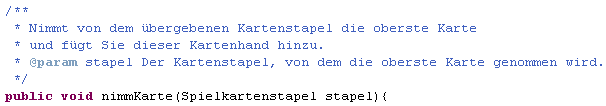 /**
* Nimmt von dem übergebenen Kartenstapel die oberste Karte
* und fügt Sie dieser Kartenhand hinzu.
* @param stapel Der Kartenstapel, von dem die oberste Karte genommen wird.
*/
public void nimmKarte(Spielkartenstapel stapel){